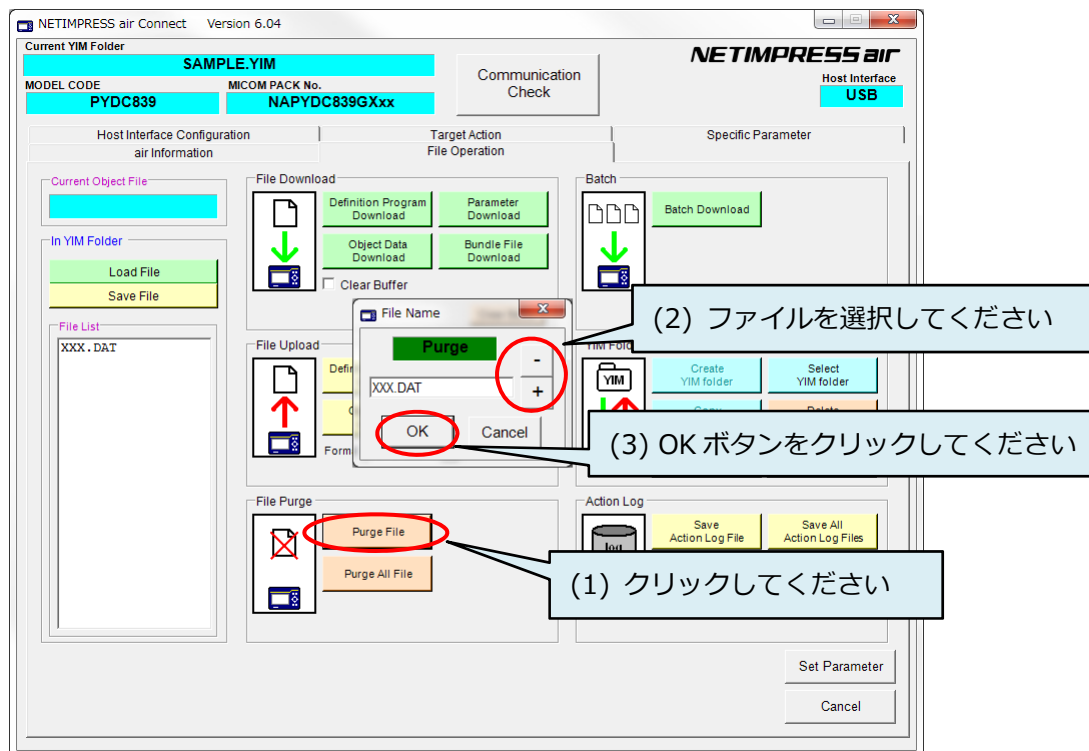 NETIMPRESS air Connect Version 6.04
Current YIM Folder
SAMPLE.YIM
MODEL CODE
MICOM PACK No.
PYDC839
NAPYDC839GXxx
Communication
Check
NETIMPRESS air
Host Interface
USB
Host Interface Configuration
Target Action
Specific Parameter
air Information
File Operation
Current Object File
In YIM Folder
Load File
Save File
File List
XXX.DAT
File Download
Definition Program
Download
Parameter
Download
Object Data
Download
Bundle File
Download
Clear Buffer
Batch
Batch Download
File Name
Purge
-
XXX.DAT
+
OK
Cancel
(2) ファイルを選択してください
File Upload
YIM
Create
YIM folder
Select
YIM folder
(3) OK ボタンをクリックしてください
File Purge
Purge File
Purge All File
Action Log
log
Save
Action Log File
Save All
Action Log Files
(1) クリックしてください
Set Parameter
Cancel